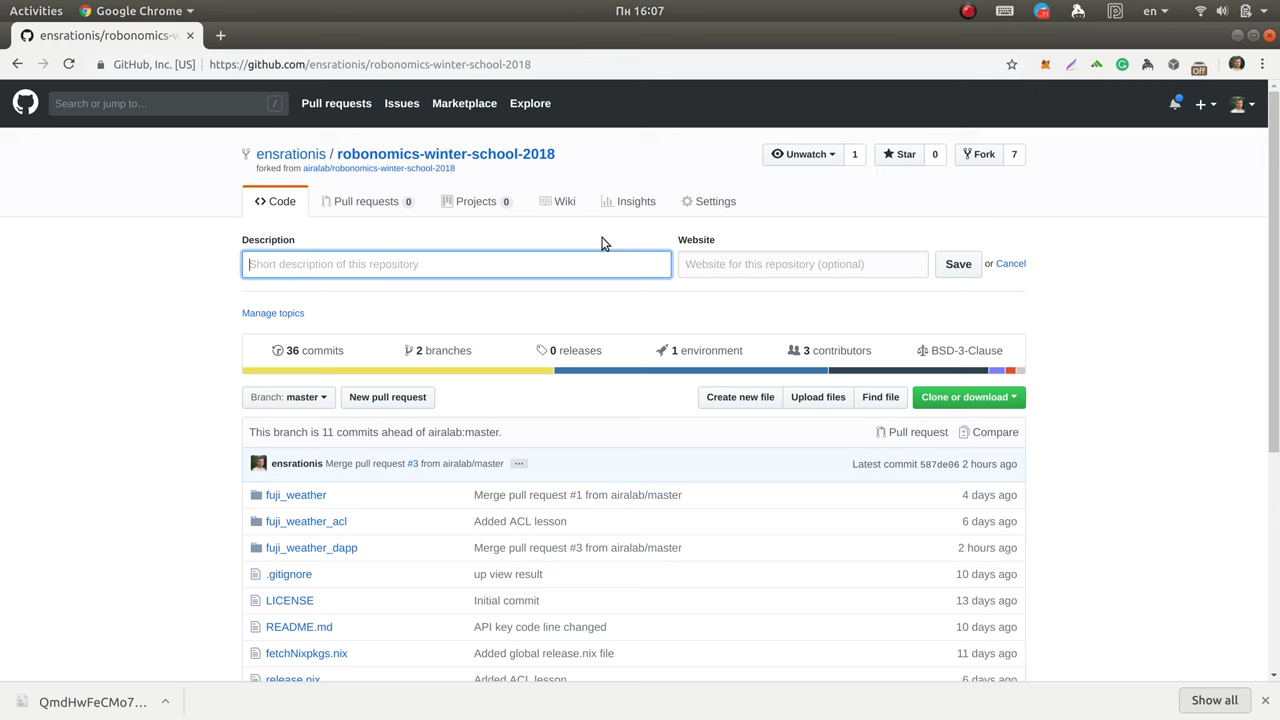 Activities Google Chrome Пн 16:07 en
ensrationis/robonomics-w
GitHub, Inc. [US] https://github.com/ensrationis/robonomics-winter-school-2018 Off
Search or jump to… / Pull requests Issues Marketplace Explore
ensrationis / robonomics-winter-school-2018 Unwatch 1 Star 0 Fork 7
forked from airalab/robonomics-winter-school-2018
Code Pull requests 0 Projects 0 Wiki Insights Settings
Description Website
Short description of this repository Website for this repository (optional) Save or Cancel
Manage topics
36 commits 2 branches 0 releases 1 environment 3 contributors BSD-3-Clause
Branch: master New pull request Create new file Upload files Find file Clone or download
This branch is 11 commits ahead of airalab:master. Pull request Compare
ensrationis Merge pull request #3 from airalab/master … Latest commit 587de06 2 hours ago
fuji_weather Merge pull request #1 from airalab/master 4 days ago
fuji_weather_acl Added ACL lesson 6 days ago
fuji_weather_dapp Merge pull request #3 from airalab/master 2 hours ago
.gitignore up view result 10 days ago
LICENSE Initial commit 13 days ago
README.md API key code line changed 10 days ago
fetchNixpkgs.nix Added global release.nix file 11 days ago
release.nix Added ACL lesson 6 days ago
QmdHwFeCMo7... Show all